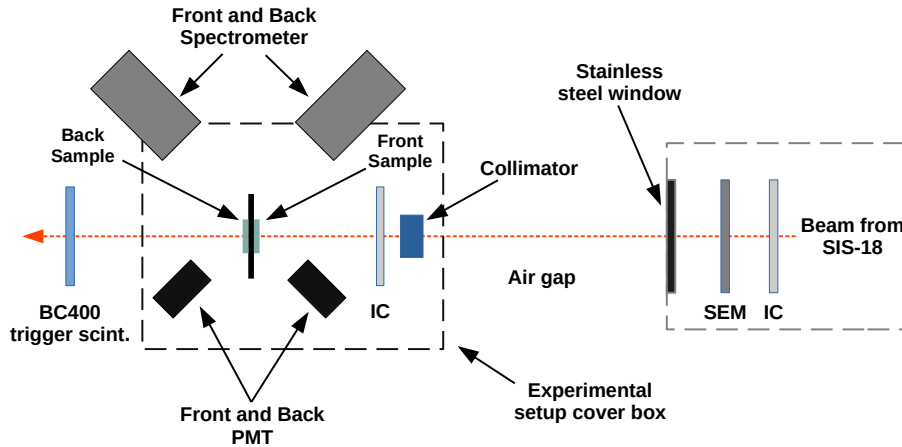 Front and Back
Spectrometer
Stainless
steel window
Back
Sample
Front
Sample
Collimator
Beam from
SIS-18
Air gap
BC400
trigger scint.
IC
SEM
IC
Experimental
setup cover box
Front and Back
PMT